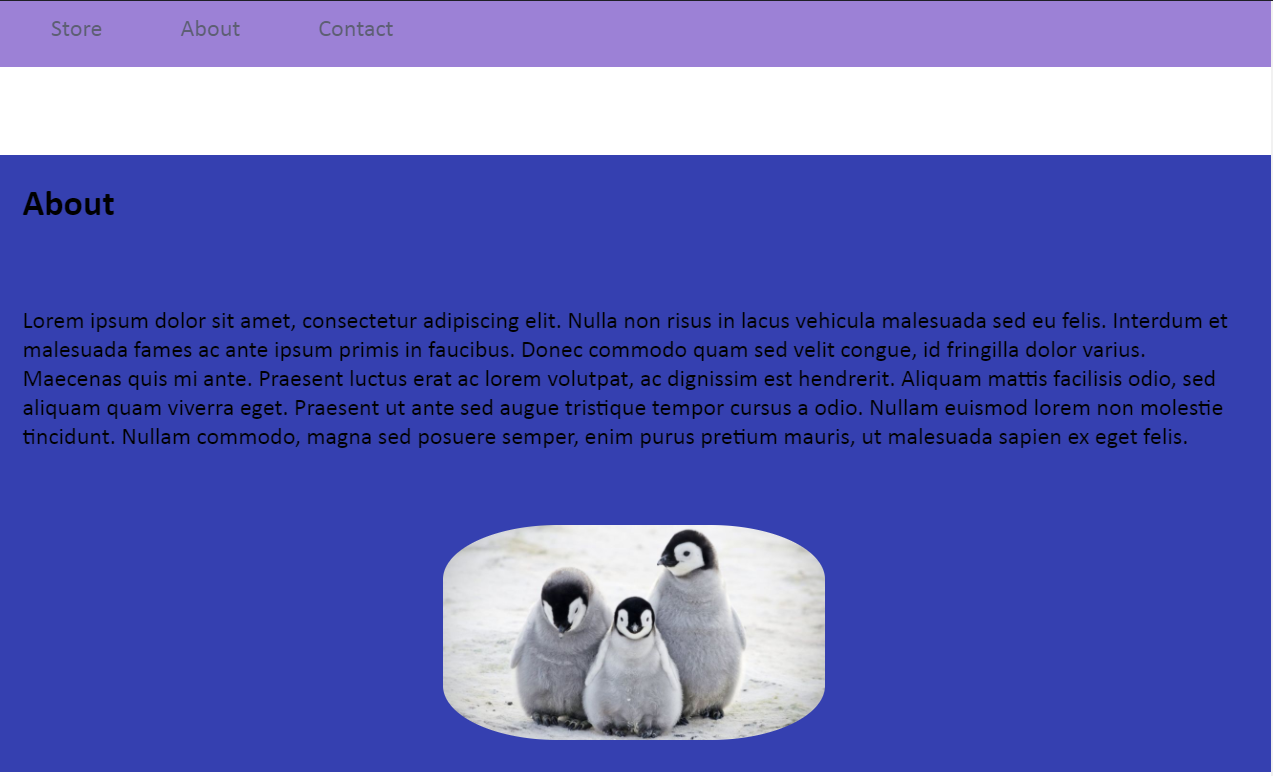 Store About Contact
About
Lorem ipsum dolor sit amet, consectetur adipiscing elit. Nulla non risus in lacus vehicula malesuada sed eu felis. Interdum et
malesuada fames ac ante ipsum primis in faucibus. Donec commodo quam sed velit congue, id fringilla dolor varius.
Maecenas quis mi ante. Praesent luctus erat ac lorem volutpat, ac dignissim est hendrerit. Aliquam mattis facilisis odio, sed
aliquam quam viverra eget. Praesent ut ante sed augue tristique tempor cursus a odio. Nullam euismod lorem non molestie
tincidunt. Nullam commodo, magna sed posuere semper, enim purus pretium mauris, ut malesuada sapien ex eget felis.